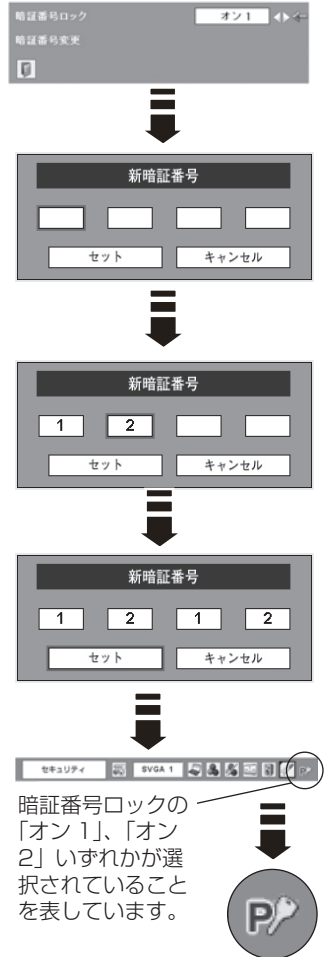 暗証番号ロック オン 1
暗証番号変更
新暗証番号
セット キャンセル
新暗証番号
1 2
セット キャンセル
新暗証番号
1 2 1 2
セット キャンセル
セキュリティ SVGA 1
暗証番号ロックの
「オン 1」、「オン
2」いずれかが選
択されていること
を表しています。
P